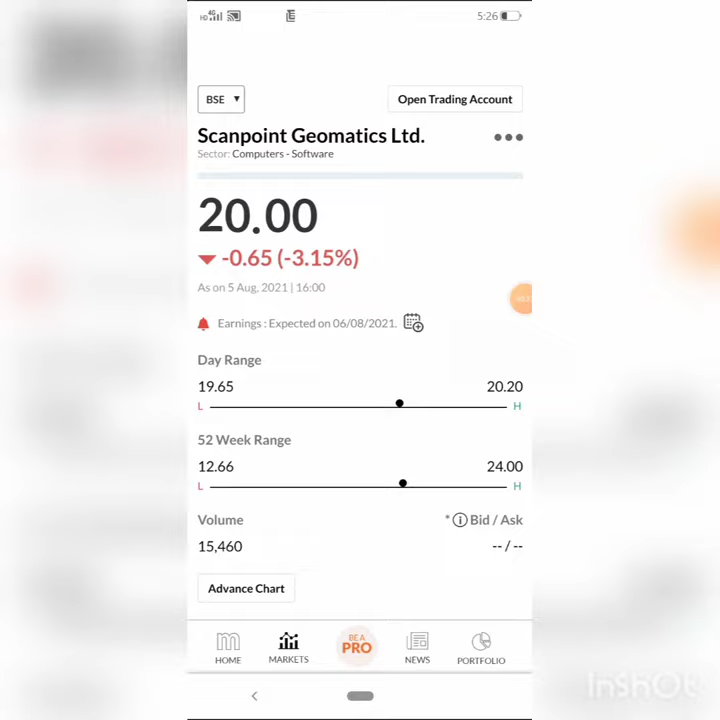 HD 4G 5:26
BSE ▼ Open Trading Account
Scanpoint Geomatics Ltd.
Sector: Computers - Software
20.00
-0.65 (-3.15%)
As on 5 Aug, 2021 | 16:00
Earnings : Expected on 06/08/2021.
Day Range
19.65 20.20
L H
52 Week Range
12.66 24.00
L H
Volume * i Bid / Ask
15,460 -- / --
Advance Chart
BE A
PRO
HOME MARKETS NEWS PORTFOLIO
InShOt